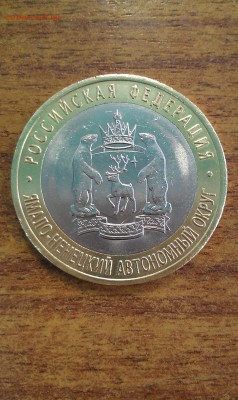 РОССИЙСКАЯ ФЕДЕРАЦИЯ
ЯМАЛО-НЕНЕЦКИЙ АВТОНОМНЫЙ ОКРУГ